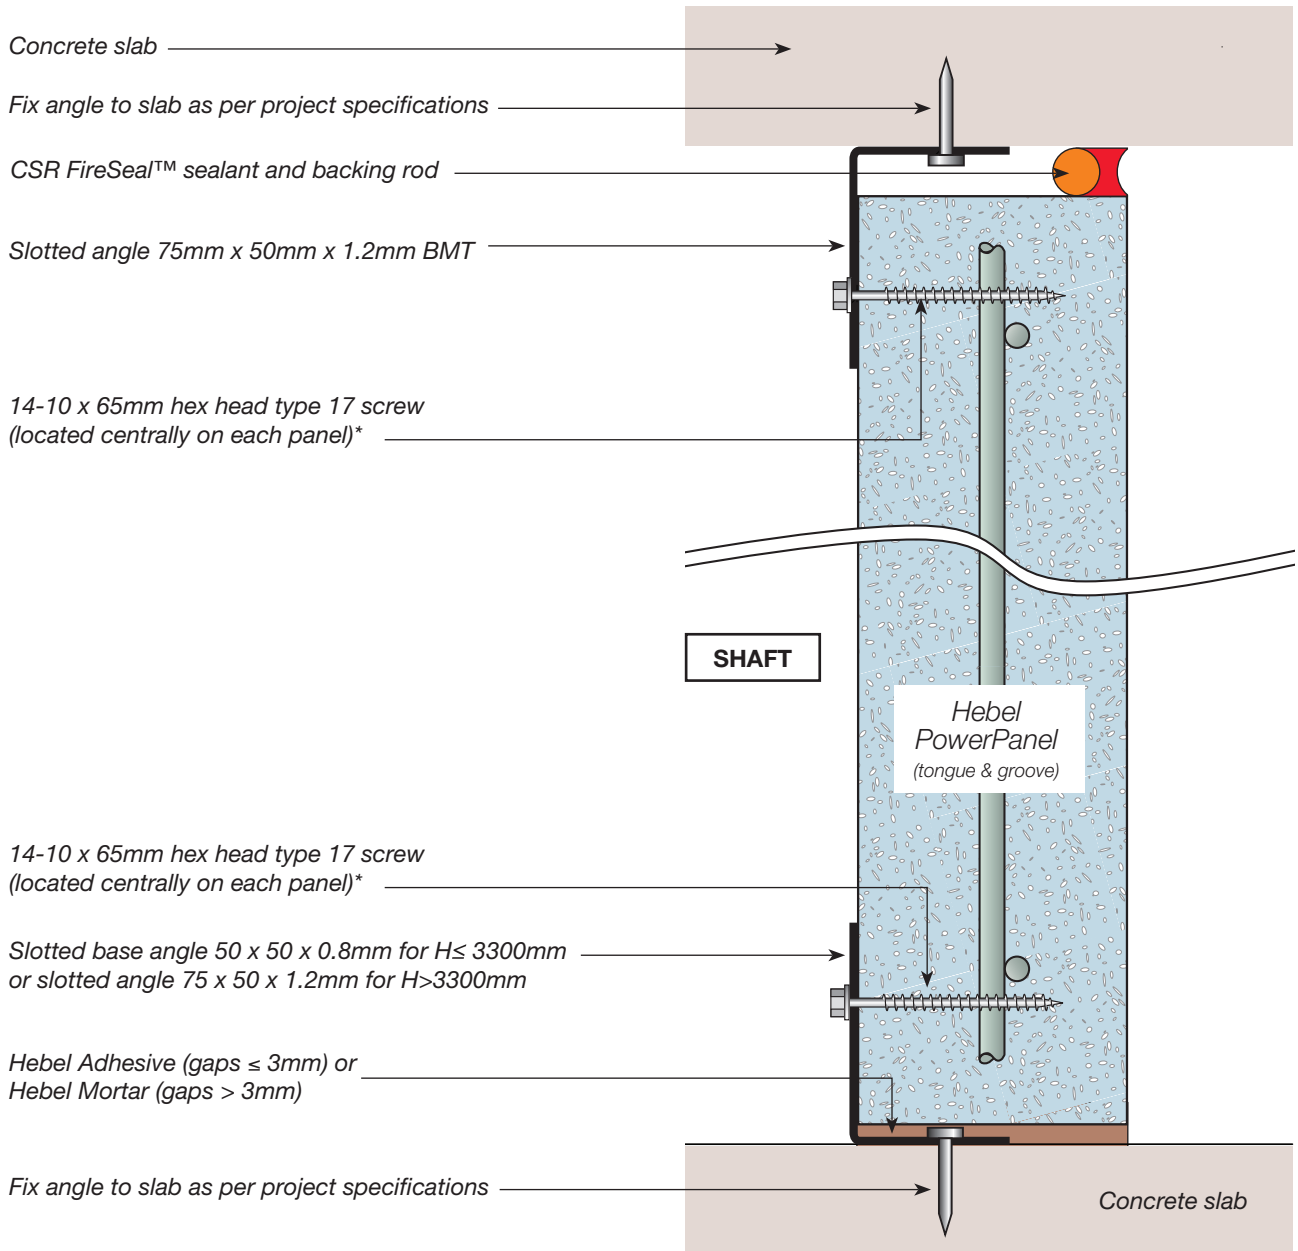 Concrete slab
Fix angle to slab as per project specifications
CSR FireSeal™ sealant and backing rod
Slotted angle 75mm x 50mm x 1.2mm BMT
14-10 x 65mm hex head type 17 screw
(located centrally on each panel)*
SHAFT
Hebel
PowerPanel
(tongue & groove)
14-10 x 65mm hex head type 17 screw
(located centrally on each panel)*
Slotted base angle 50 x 50 x 0.8mm for H≤ 3300mm
or slotted angle 75 x 50 x 1.2mm for H>3300mm
Hebel Adhesive (gaps ≤ 3mm) or
Hebel Mortar (gaps > 3mm)
Fix angle to slab as per project specifications
Concrete slab